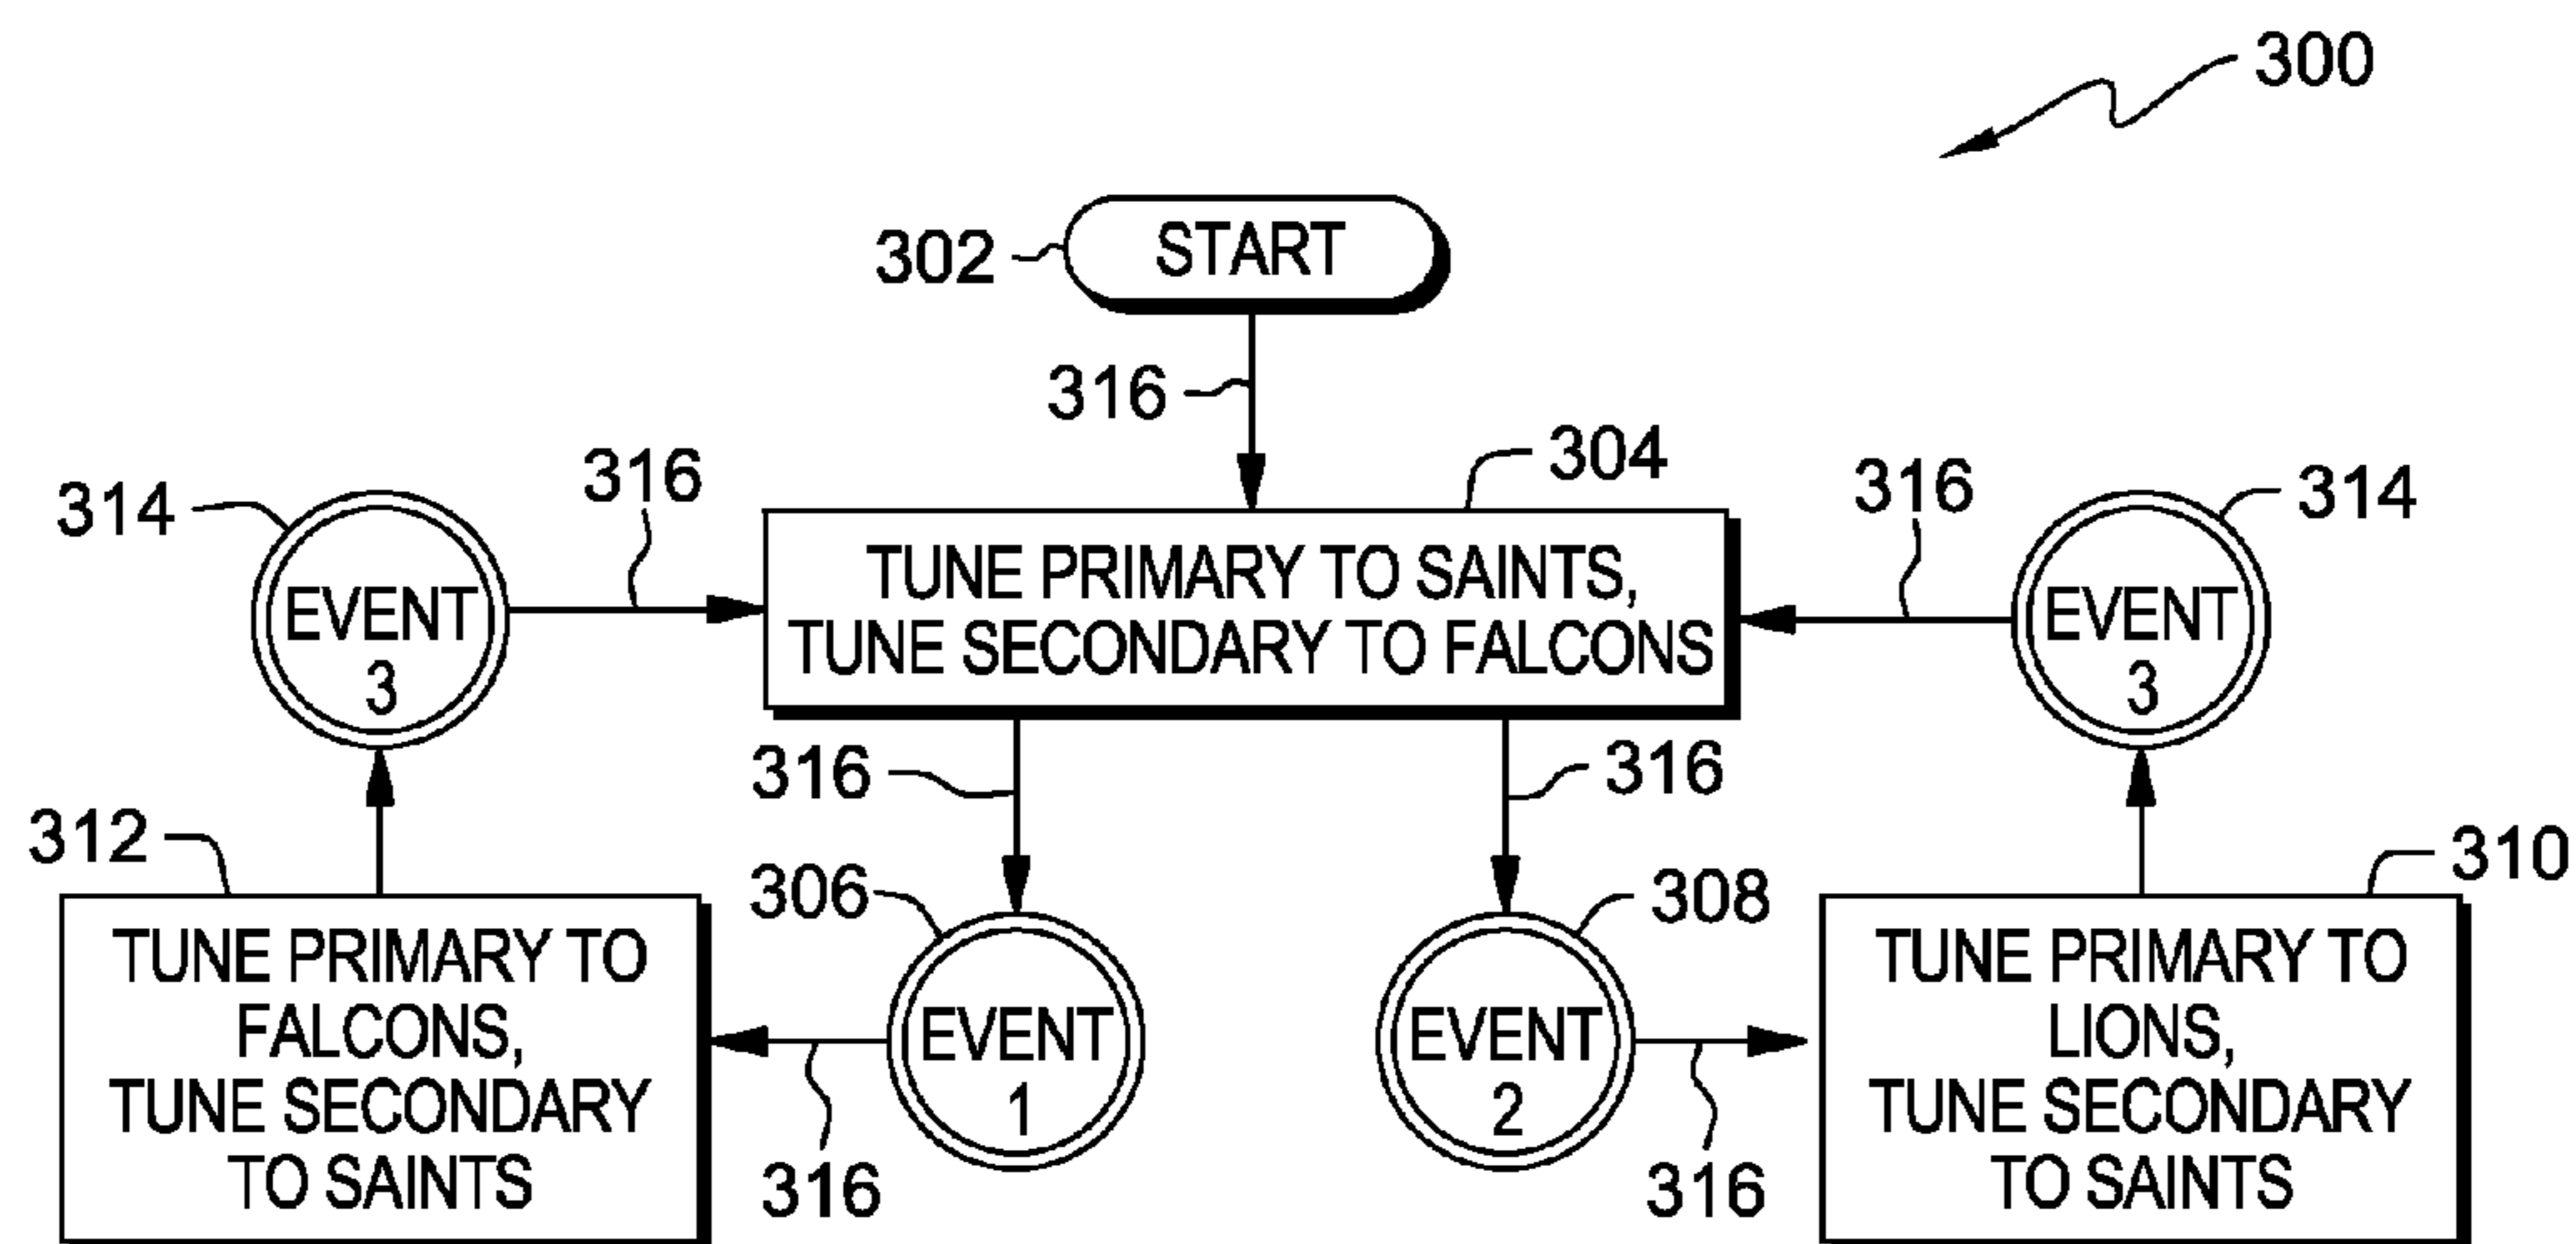 300
302
START
316
304
314
316
316
314
EVENT
3
TUNE PRIMARY TO SAINTS,
TUNE SECONDARY TO FALCONS
EVENT
3
316
316
312
306
308
310
TUNE PRIMARY TO
FALCONS,
TUNE SECONDARY
TO SAINTS
EVENT
1
EVENT
2
TUNE PRIMARY TO
LIONS,
TUNE SECONDARY
TO SAINTS
316
316